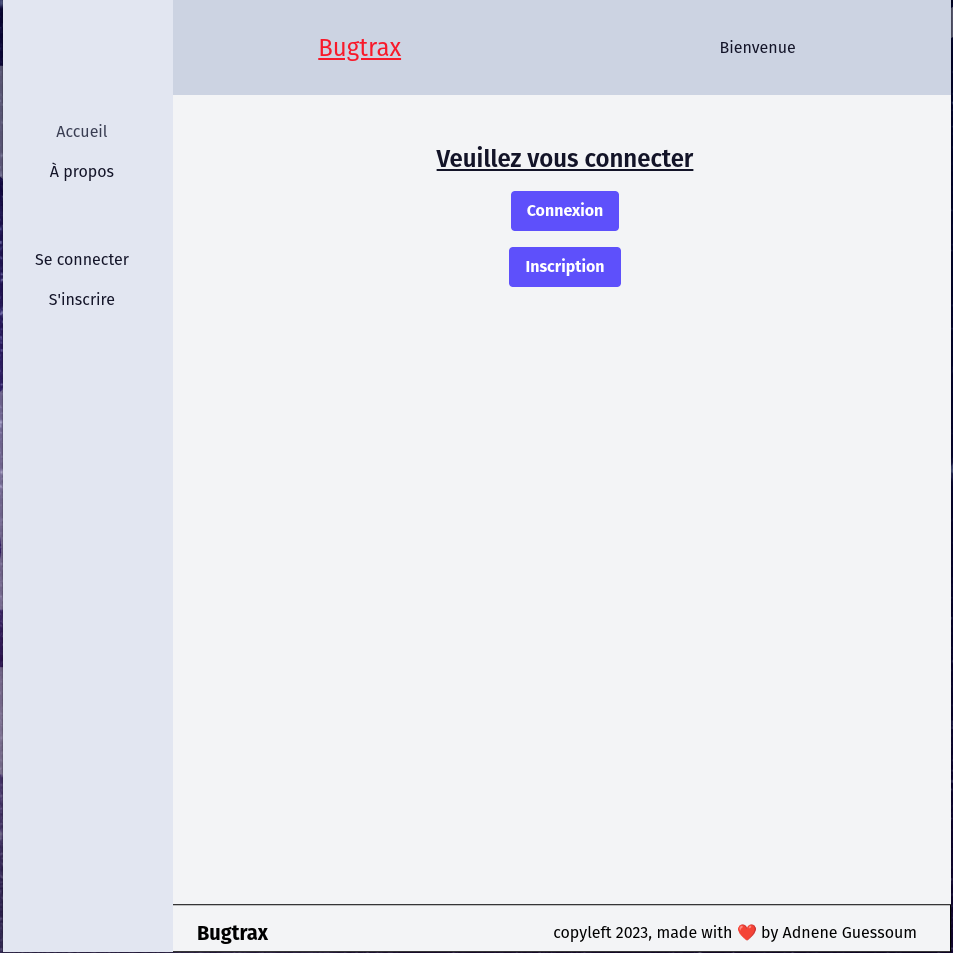 Bugtrax
Bienvenue
Accueil
À propos
Se connecter
S'inscrire
Veuillez vous connecter
Connexion
Inscription
Bugtrax
copyleft 2023, made with ❤️ by Adnene Guessoum